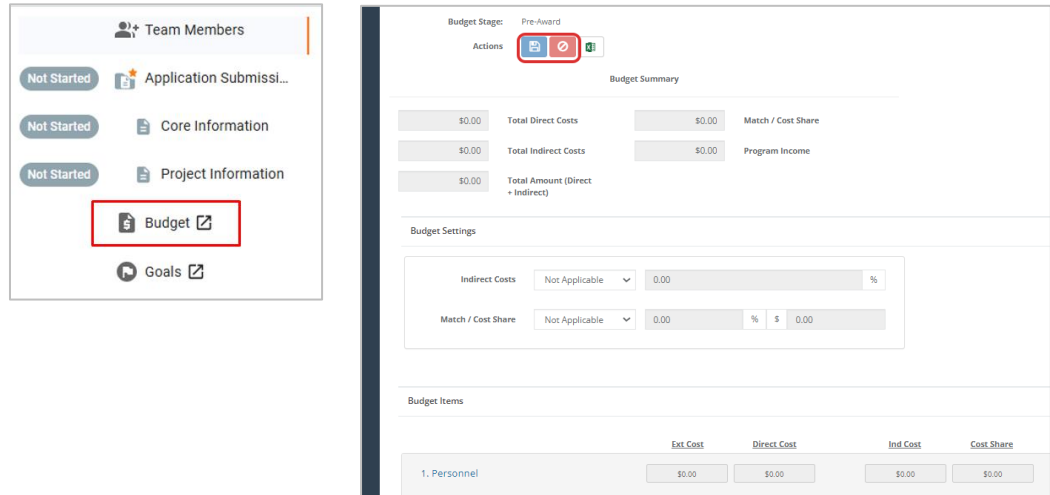 Team Members
Not Started Application Submissi...
Not Started Core Information
Not Started Project Information
Budget
Goals
Budget Stage: Pre-Award
Actions
Budget Summary
$0.00 Total Direct Costs $0.00 Match / Cost Share
$0.00 Total Indirect Costs $0.00 Program Income
$0.00 Total Amount (Direct
+ Indirect)
Budget Settings
Indirect Costs Not Applicable 0.00 %
Match / Cost Share Not Applicable 0.00 % $ 0.00
Budget Items
Ext Cost Direct Cost Ind Cost Cost Share
1. Personnel $0.00 $0.00 $0.00 $0.00